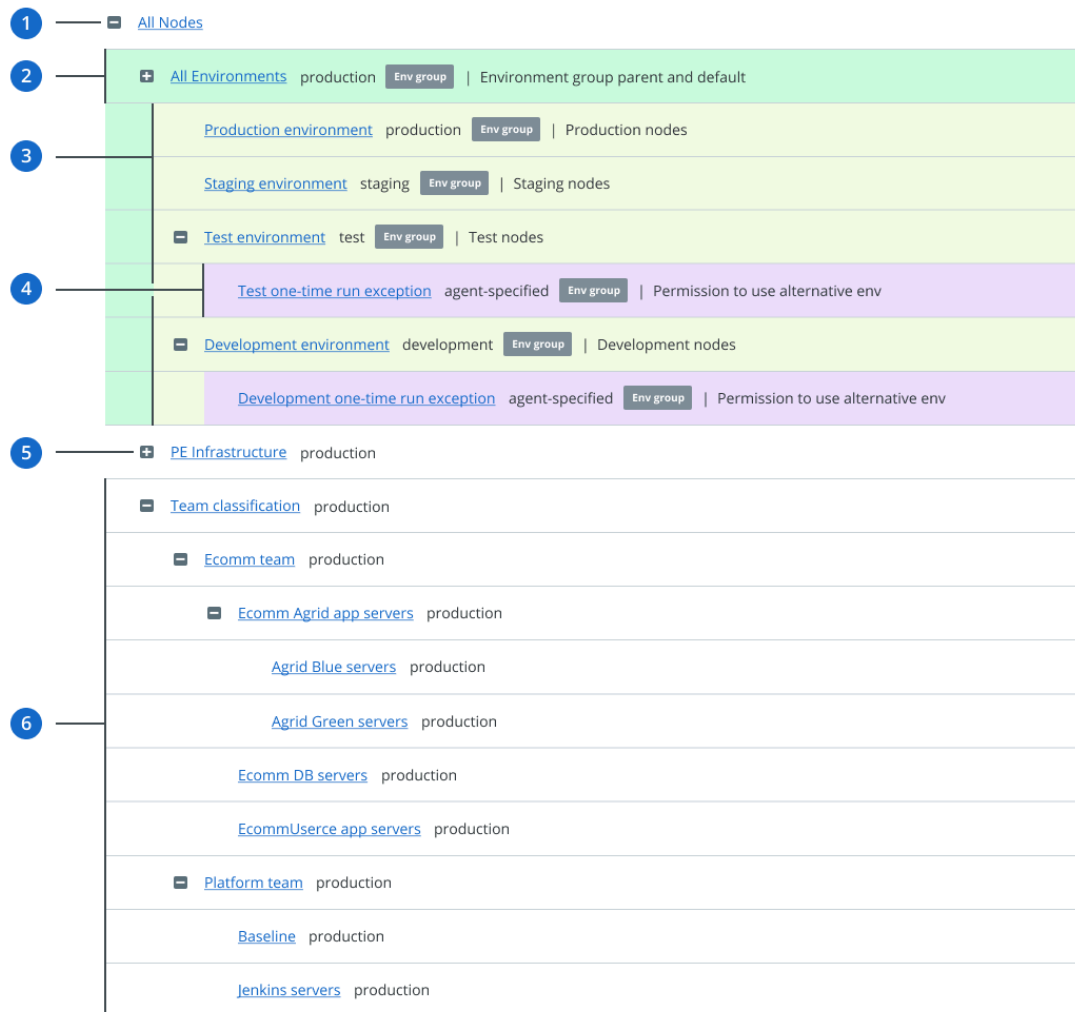 1 All Nodes
2 All Environments production Env group | Environment group parent and default
Production environment production Env group | Production nodes
3
Staging environment staging Env group | Staging nodes
Test environment test Env group | Test nodes
4 Test one-time run exception agent-specified Env group | Permission to use alternative env
Development environment development Env group | Development nodes
Development one-time run exception agent-specified Env group | Permission to use alternative env
5 PE Infrastructure production
Team classification production
Ecomm team production
Ecomm Agrid app servers production
Agrid Blue servers production
6 Agrid Green servers production
Ecomm DB servers production
EcommUserce app servers production
Platform team production
Baseline production
Jenkins servers production